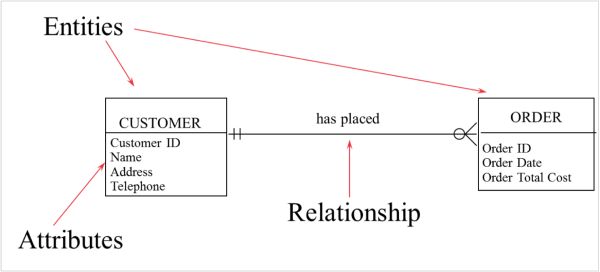 Entities
CUSTOMER
Customer ID
Name
Address
Telephone
has placed
ORDER
Order ID
Order Date
Order Total Cost
Relationship
Attributes